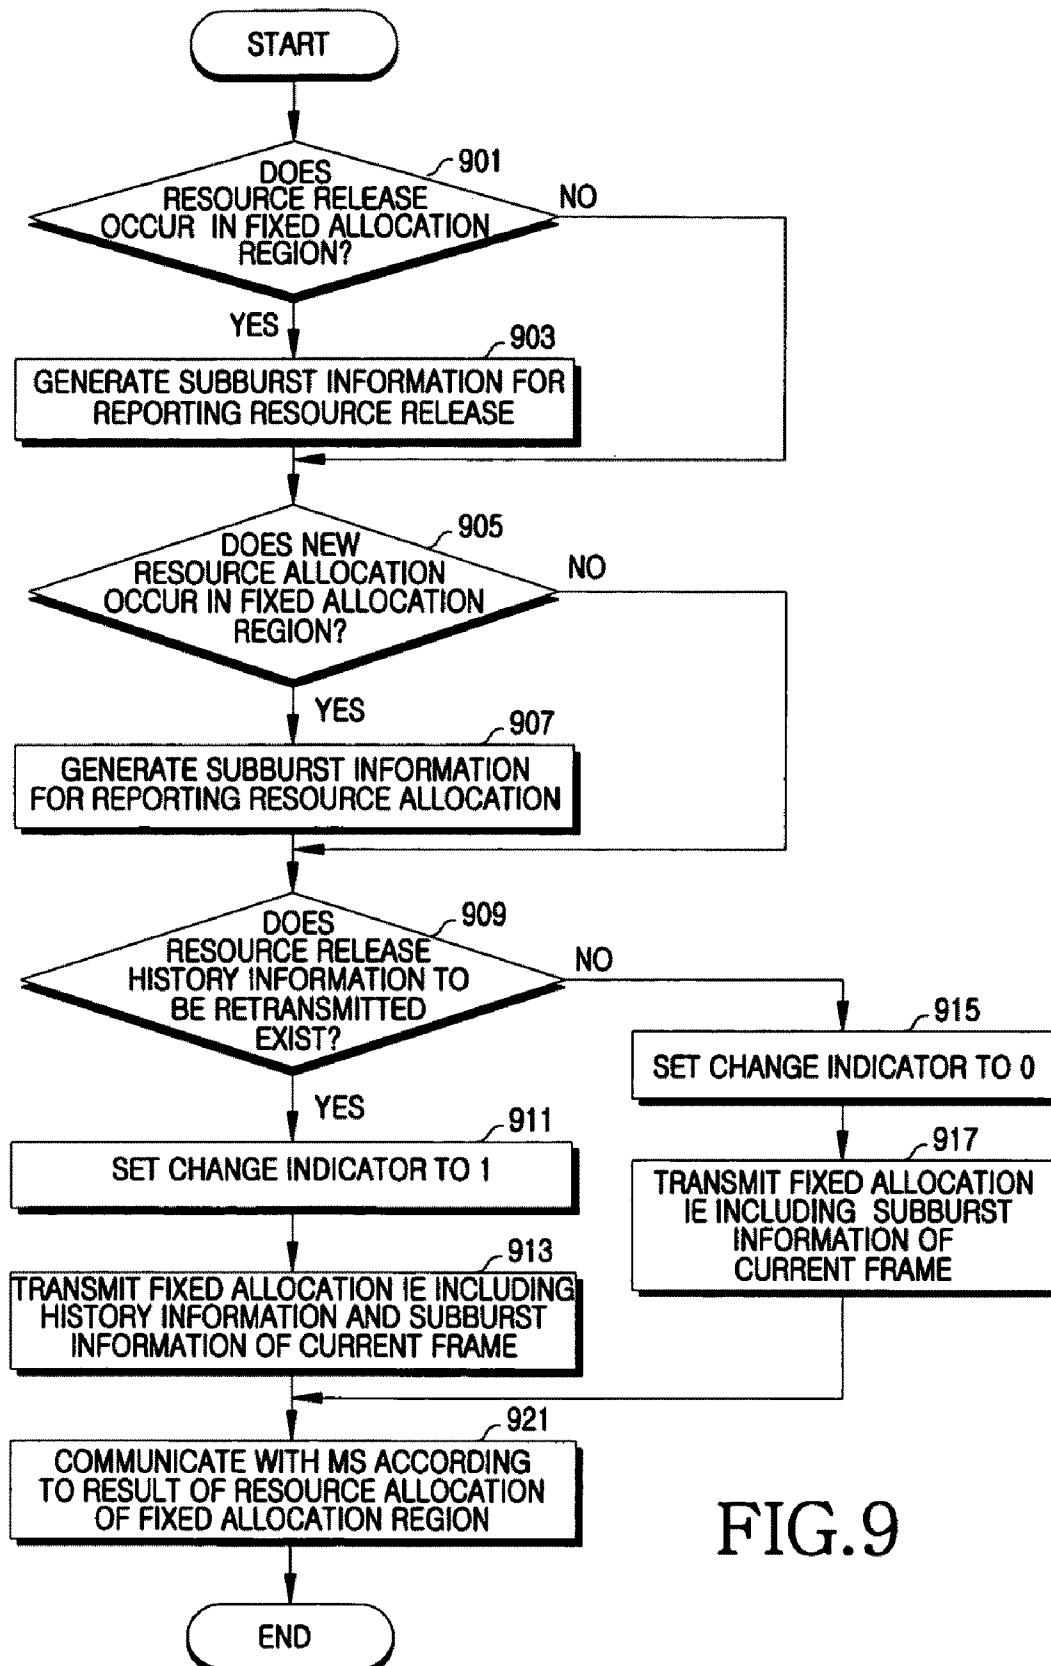 START
901
DOES
RESOURCE RELEASE
OCCUR IN FIXED ALLOCATION
REGION?
NO
YES
903
GENERATE SUBBURST INFORMATION FOR
REPORTING RESOURCE RELEASE
905
DOES NEW
RESOURCE ALLOCATION
OCCUR IN FIXED ALLOCATION
REGION?
NO
YES
907
GENERATE SUBBURST INFORMATION
FOR REPORTING RESOURCE ALLOCATION
909
DOES
RESOURCE RELEASE
HISTORY INFORMATION TO
BE RETRANSMITTED
EXIST?
NO
YES
911
SET CHANGE INDICATOR TO 1
913
TRANSMIT FIXED ALLOCATION IE INCLUDING
HISTORY INFORMATION AND SUBBURST
INFORMATION OF CURRENT FRAME
915
SET CHANGE INDICATOR TO 0
917
TRANSMIT FIXED ALLOCATION
IE INCLUDING SUBBURST
INFORMATION OF
CURRENT FRAME
921
COMMUNICATE WITH MS ACCORDING
TO RESULT OF RESOURCE ALLOCATION
OF FIXED ALLOCATION REGION
END
FIG.9